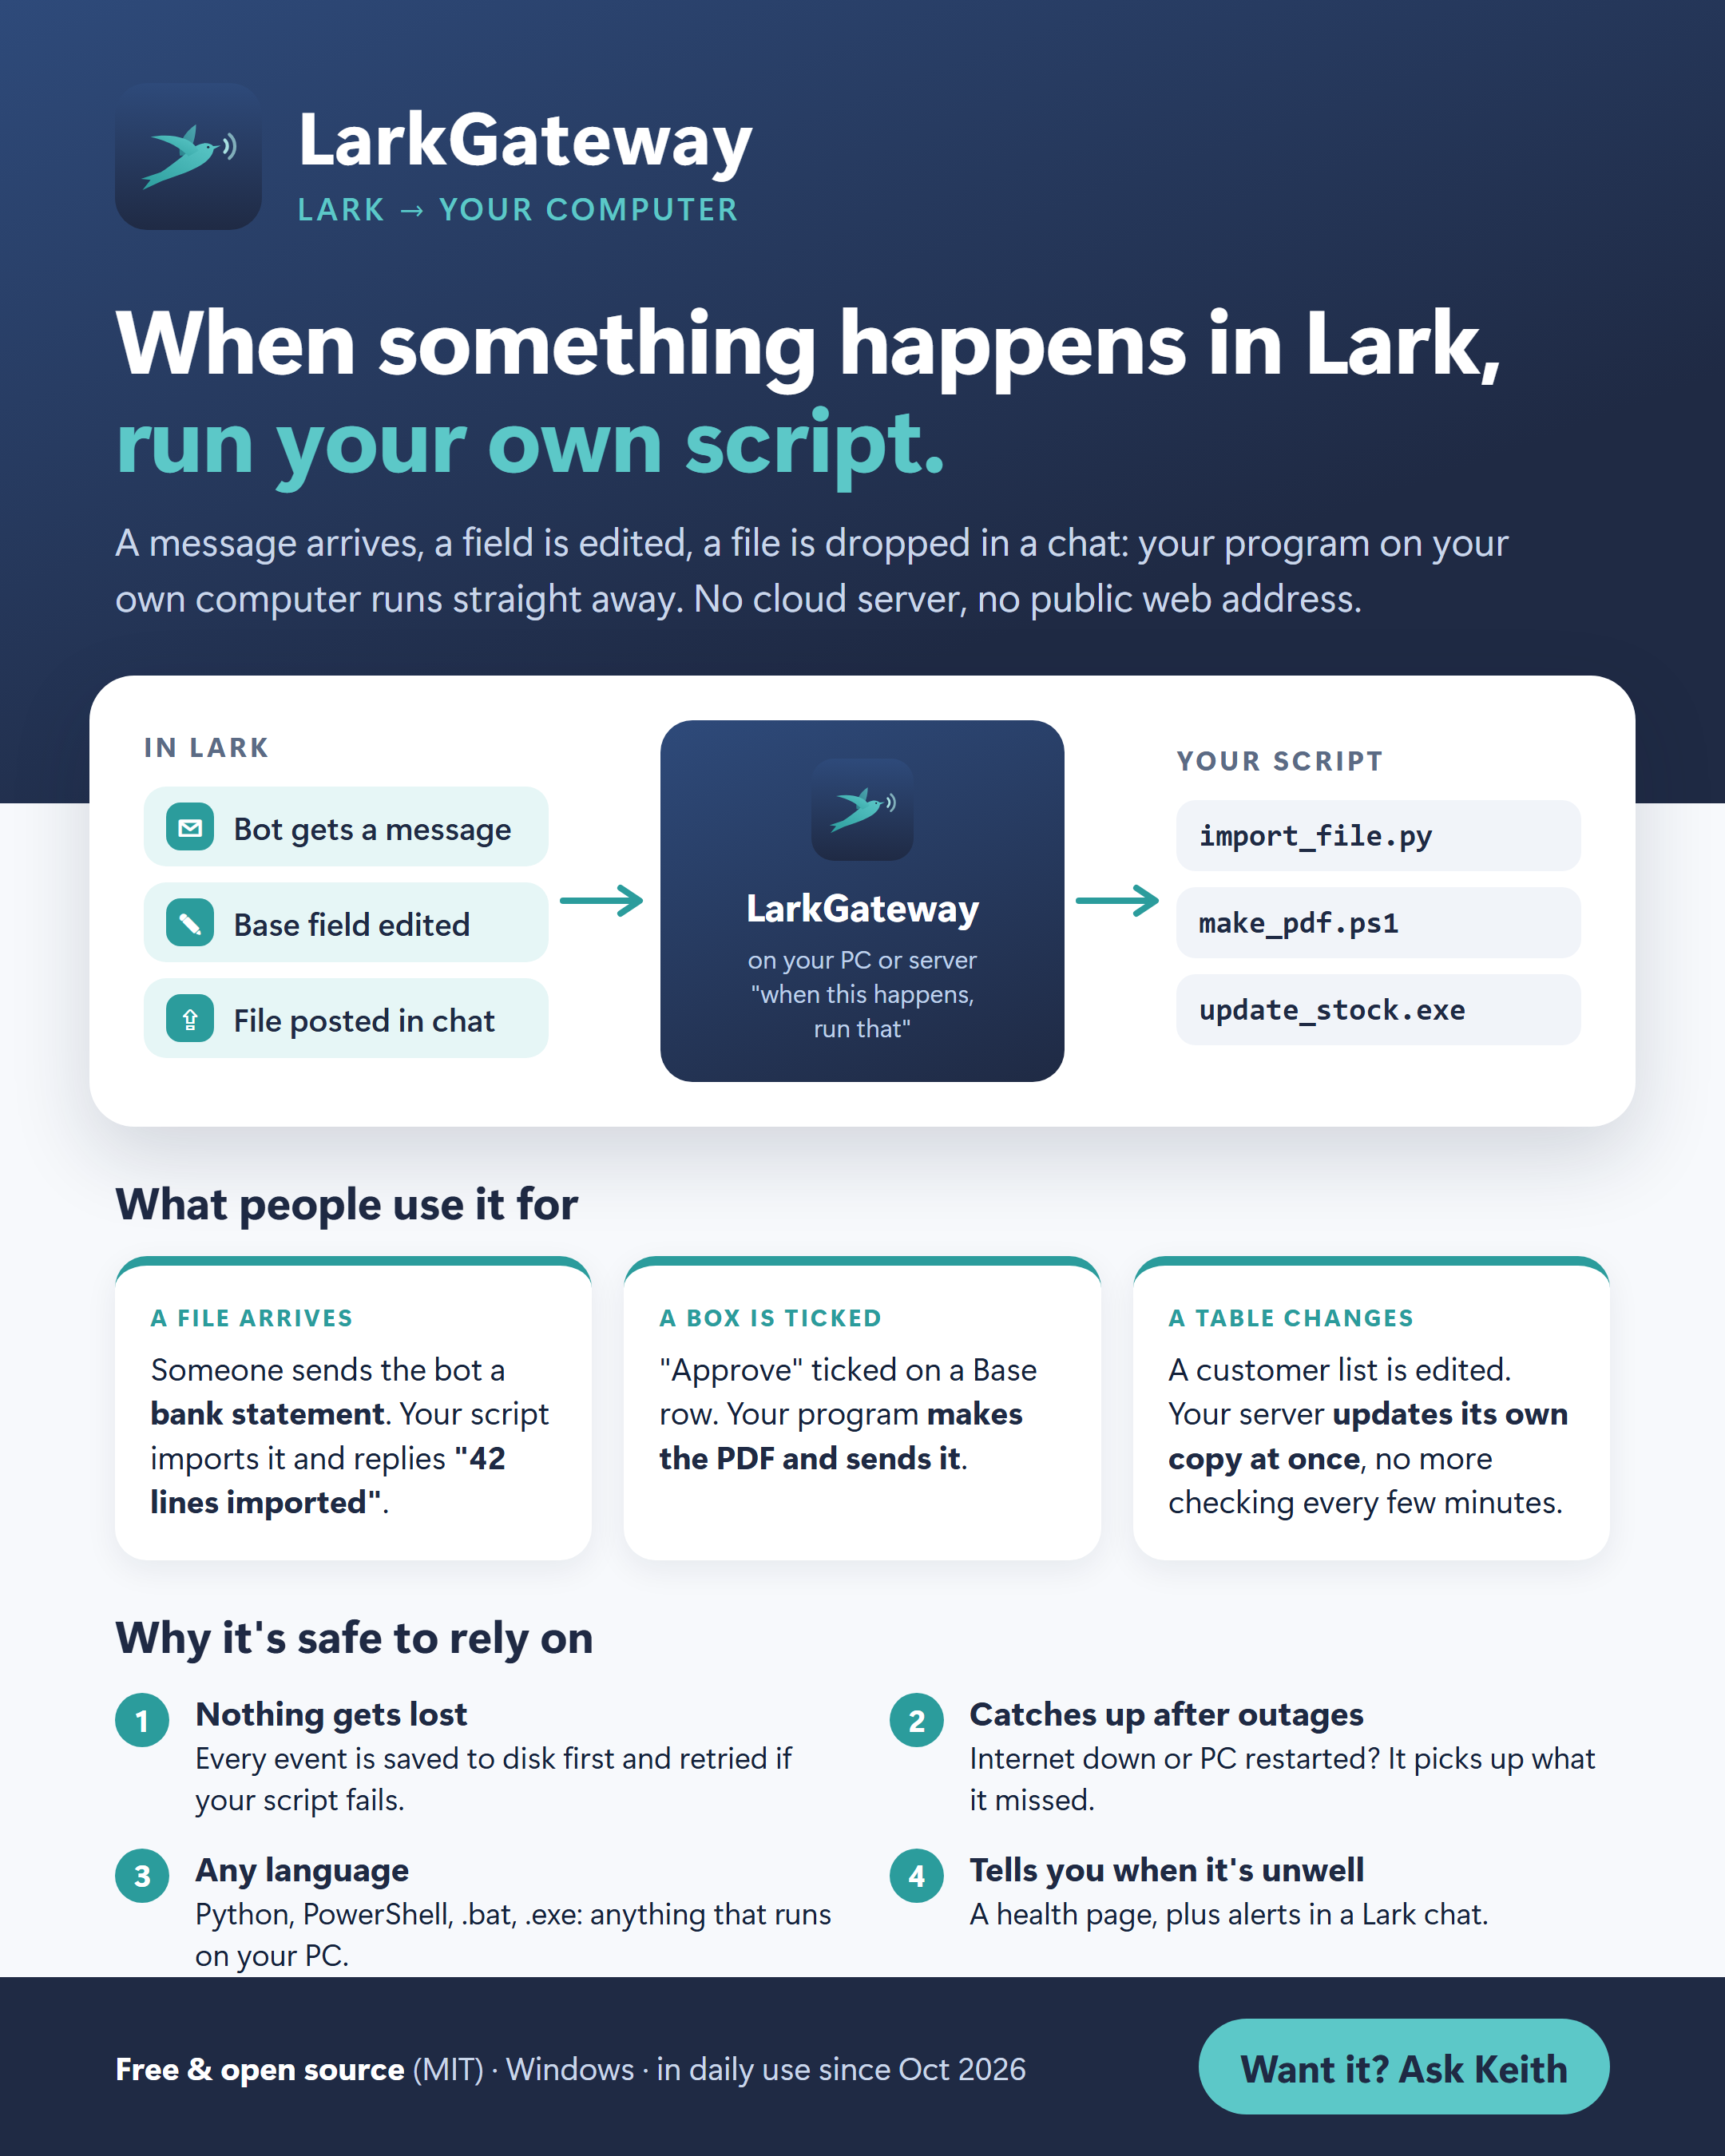 LarkGateway
LARK → YOUR COMPUTER
When something happens in Lark,
run your own script.
A message arrives, a field is edited, a file is dropped in a chat: your program on your
own computer runs straight away. No cloud server, no public web address.
IN LARK
Bot gets a message
Base field edited
File posted in chat
LarkGateway
on your PC or server
"when this happens,
run that"
YOUR SCRIPT
import_file.py
make_pdf.ps1
update_stock.exe
What people use it for
A FILE ARRIVES
Someone sends the bot a
bank statement. Your script
imports it and replies "42
lines imported".
A BOX IS TICKED
"Approve" ticked on a Base
row. Your program makes
the PDF and sends it.
A TABLE CHANGES
A customer list is edited.
Your server updates its own
copy at once, no more
checking every few minutes.
Why it's safe to rely on
1 Nothing gets lost
Every event is saved to disk first and retried if
your script fails.
2 Catches up after outages
Internet down or PC restarted? It picks up what
it missed.
3 Any language
Python, PowerShell, .bat, .exe: anything that runs
on your PC.
4 Tells you when it's unwell
A health page, plus alerts in a Lark chat.
Free & open source (MIT) · Windows · in daily use since Oct 2026
Want it? Ask Keith